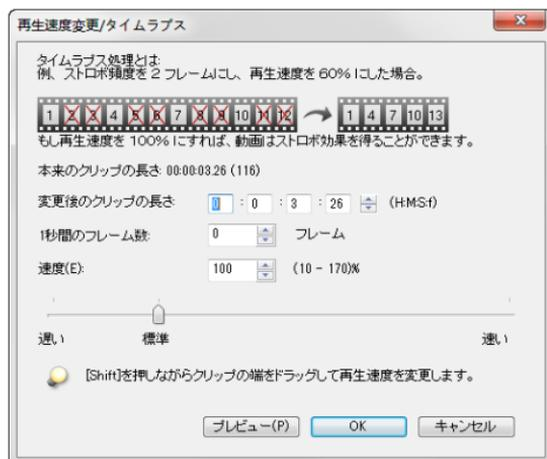 再生速度変更/タイムラプス
タイムラプス処理とは:
例、ストロボ頻度を 2 フレームにし、再生速度を 60% にした場合。
1 2 3 4 5 6 7 8 9 10 11 12 1 4 7 10 13
もし再生速度を 100% にすれば、動画はストロボ効果を得ることができます。
本来のクリップの長さ: 00:00:03.26 (116)
変更後のクリップの長さ: 0 : 0 : 3 : 26 (H:M:S:f)
1秒間のフレーム数: 0 フレーム
速度(E): 100 (10 - 170)%
遅い 標準 速い
[Shift]を押しながらクリップの端をドラッグして再生速度を変更します。
プレビュー(P) OK キャンセル